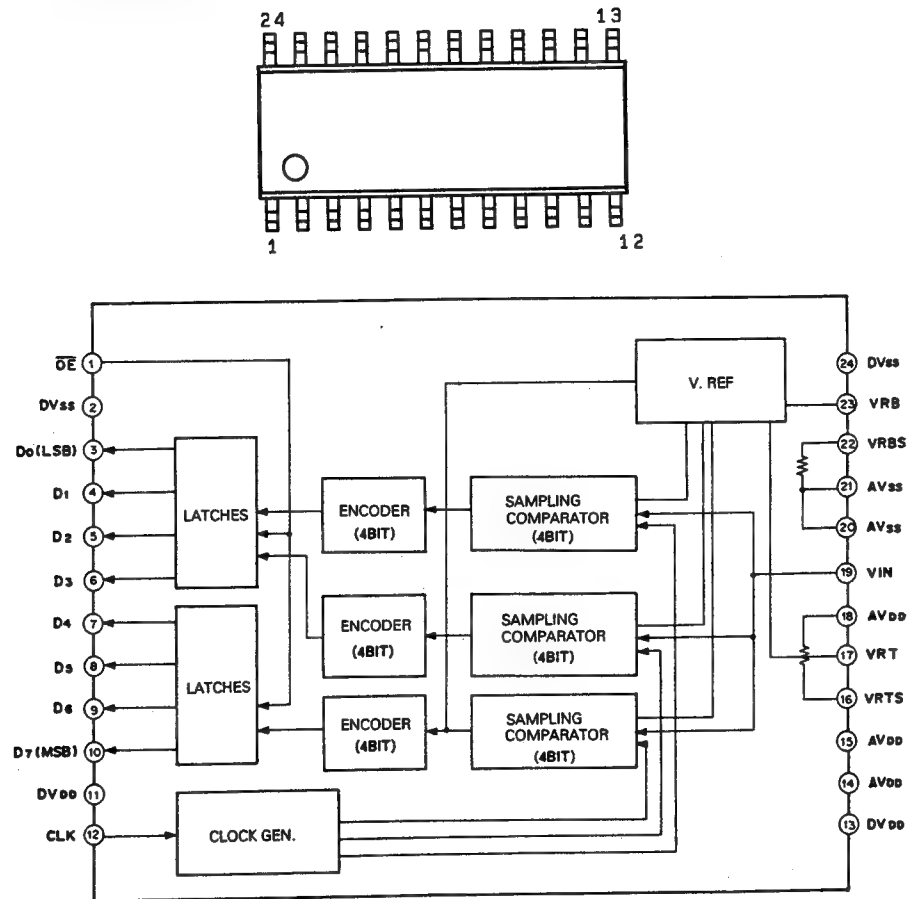 24 13
1 12
OE 1
DVss 2
Do(LSB) 3
D1 4
D2 5
D3 6
D4 7
D5 8
D6 9
D7(MSB) 10
DVDD 11
CLK 12
LATCHES
LATCHES
ENCODER
(4BIT)
ENCODER
(4BIT)
ENCODER
(4BIT)
SAMPLING
COMPARATOR
(4BIT)
SAMPLING
COMPARATOR
(4BIT)
SAMPLING
COMPARATOR
(4BIT)
CLOCK GEN.
V. REF
24 DVss
23 VRB
22 VRBS
21 AVss
20 AVss
19 VIN
18 AVDD
17 VRT
16 VRTS
15 AVDD
14 AVDD
13 DVDD